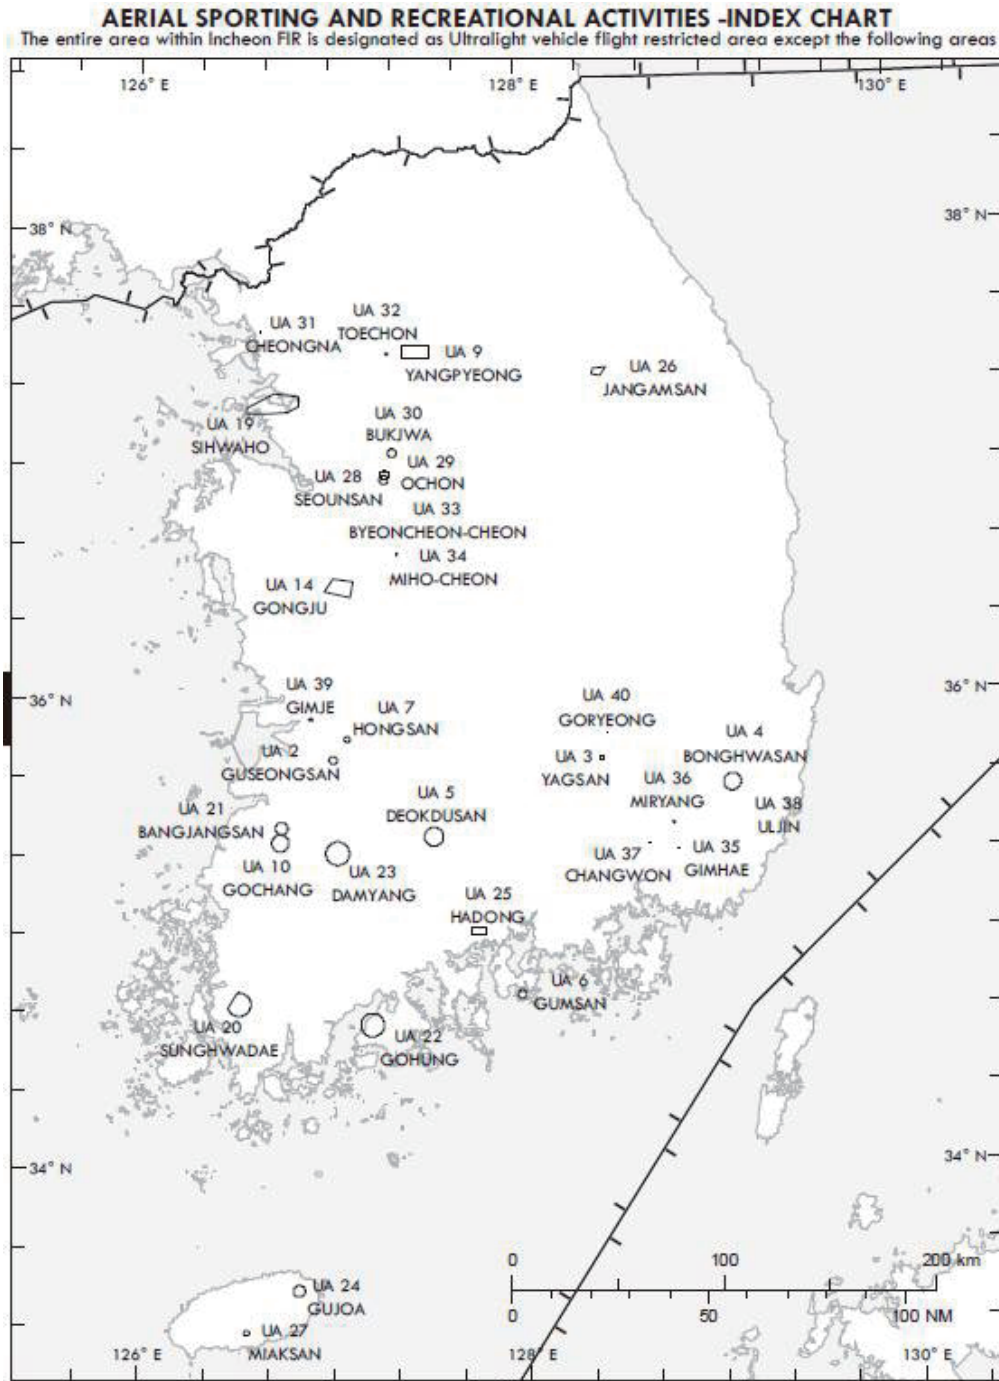 AERIAL SPORTING AND RECREATIONAL ACTIVITIES -INDEX CHART
The entire area within Incheon FIR is designated as Ultralight vehicle flight restricted area except the following areas
126° E
128° E
130° E
38° N
38° N
UA 31
CHEONGNA
UA 32
TOECHON
UA 9
YANGPYEONG
UA 26
JANGAMSAN
UA 19
SIHWAHO
UA 30
BUKJWA
UA 28
SEOUNSAN
UA 29
OCHON
UA 33
BYEONCHEON-CHEON
UA 34
MIHO-CHEON
UA 14
GONGJU
36° N
36° N
UA 39
GIMJE
UA 7
HONGSAN
UA 40
GORYEONG
UA 4
BONGHWASAN
UA 2
GUSEONGSAN
UA 3
YAGSAN
UA 36
MIRYANG
UA 5
DEOKDUSAN
UA 21
BANGJANGSAN
UA 38
ULJIN
UA 10
GOCHANG
UA 23
DAMYANG
UA 37
CHANGWON
UA 35
GIMHAE
UA 25
HADONG
UA 6
GUMSAN
UA 20
SUNGHWADAE
UA 22
GOHUNG
34° N
34° N
0 100 200 km
0 50 100 NM
UA 24
GUJOA
UA 27
MIAKSAN
126° E
128° E
130° E